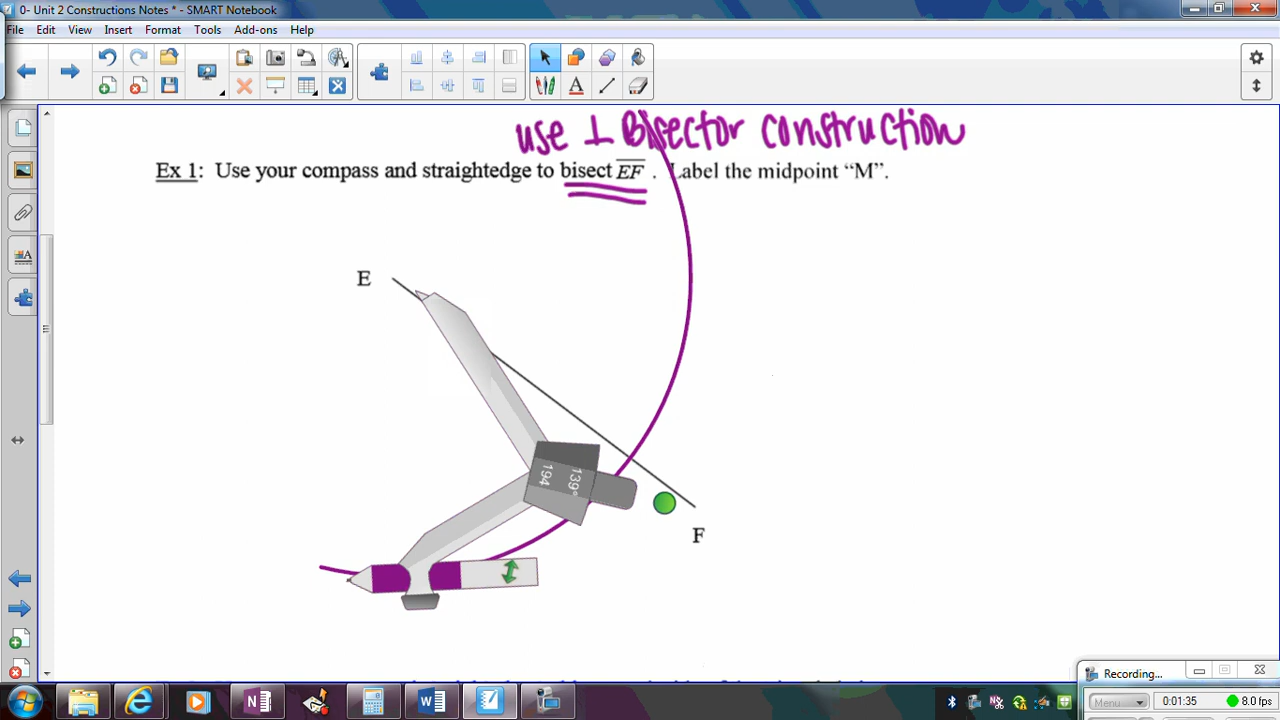 0- Unit 2 Constructions Notes * - SMART Notebook
File Edit View Insert Format Tools Add-ons Help
use ⊥ Bisector construction
Ex 1: Use your compass and straightedge to bisect EF . Label the midpoint “M”.
E
194 139°
F
Recording...
Menu 0:01:35 8.0 fps